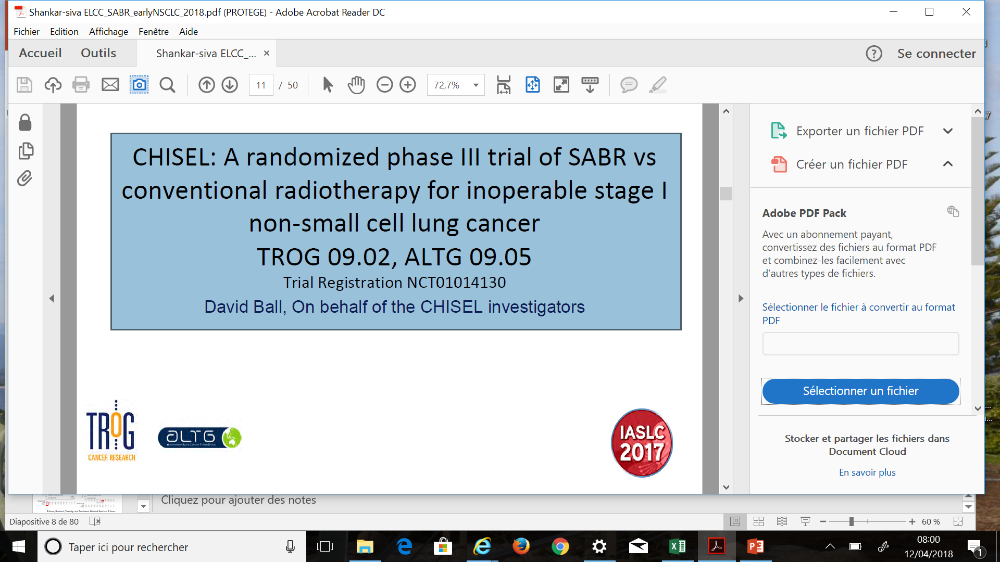 Shankar-siva ELCC_SABR_earlyNSCLC_2018.pdf (PROTEGE) - Adobe Acrobat Reader DC
Fichier Edition Affichage Fenêtre Aide
Accueil Outils Shankar-siva ELCC_... × ? Se connecter
11 / 50 72,7%
CHISEL: A randomized phase III trial of SABR vs
conventional radiotherapy for inoperable stage I
non-small cell lung cancer
TROG 09.02, ALTG 09.05
Trial Registration NCT01014130
David Ball, On behalf of the CHISEL investigators
TROG
CANCER RESEARCH
ALTG
IASLC
2017
Exporter un fichier PDF
Créer un fichier PDF
Adobe PDF Pack
Avec un abonnement payant,
convertissez des fichiers au format PDF
et combinez-les facilement avec
d'autres types de fichiers.
Sélectionner le fichier à convertir au format
PDF
Sélectionner un fichier
Stocker et partager les fichiers dans
Document Cloud
En savoir plus
Cliquez pour ajouter des notes
Diapositive 8 de 80 60 %
Taper ici pour rechercher
08:00
12/04/2018
1